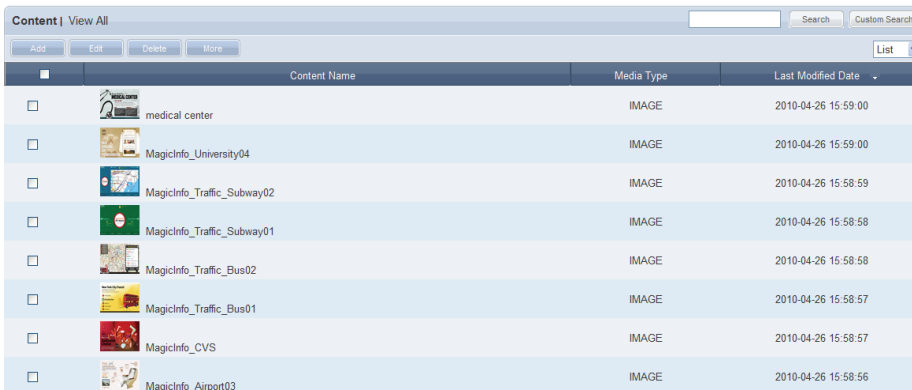 Content | View All
Search
Custom Search
Add
Edit
Delete
More
List
Content Name
Media Type
Last Modified Date
MEDICAL CENTER
medical center
IMAGE
2010-04-26 15:59:00
MagicInfo_University04
IMAGE
2010-04-26 15:59:00
MagicInfo_Traffic_Subway02
IMAGE
2010-04-26 15:58:59
MagicInfo_Traffic_Subway01
IMAGE
2010-04-26 15:58:58
MagicInfo_Traffic_Bus02
IMAGE
2010-04-26 15:58:58
MagicInfo_Traffic_Bus01
IMAGE
2010-04-26 15:58:57
MagicInfo_CVS
IMAGE
2010-04-26 15:58:57
MagicInfo_Airport03
IMAGE
2010-04-26 15:58:56